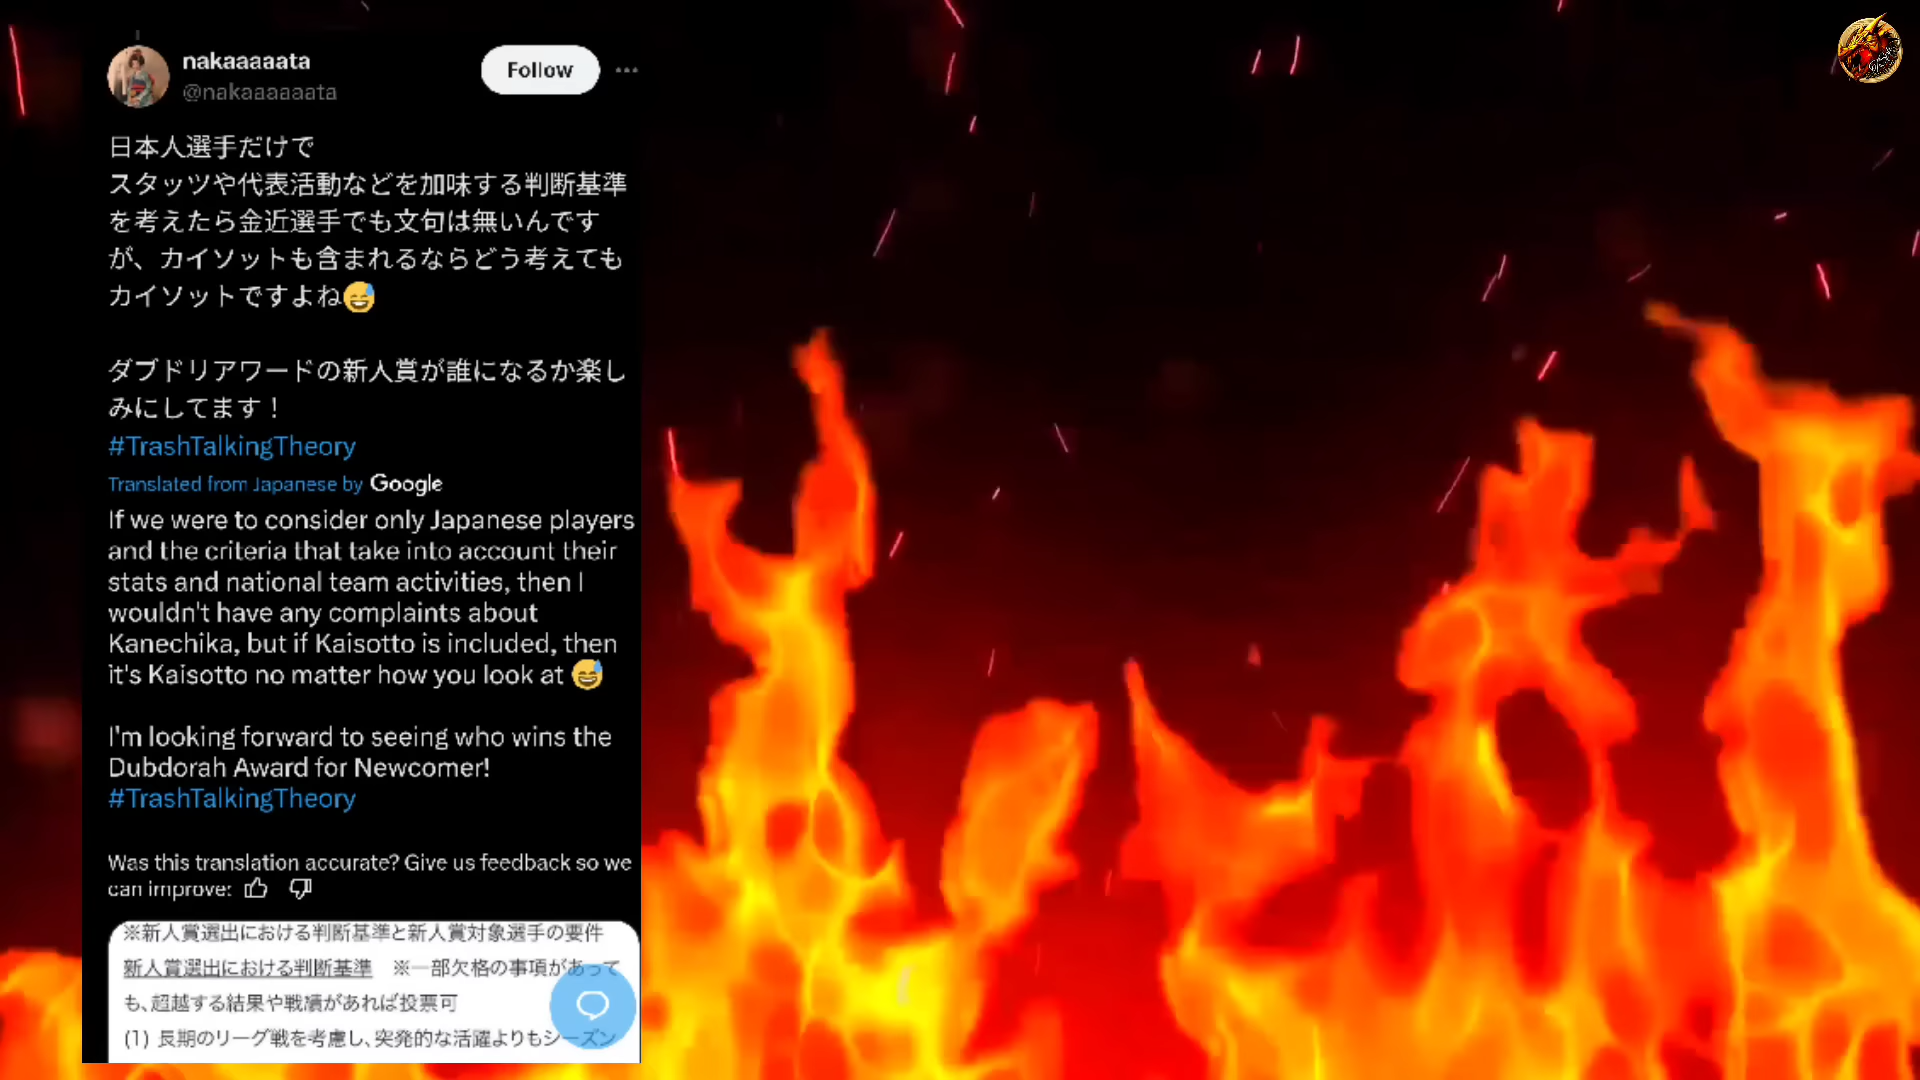 nakaaaaata
@nakaaaaaata
Follow
日本人選手だけで
スタッツや代表活動などを加味する判断基準
を考えたら金近選手でも文句は無いんです
が、カイソットも含まれるならどう考えても
カイソットですよね😅
ダブドリアワードの新人賞が誰になるか楽し
みにしてます！
#TrashTalkingTheory
Translated from Japanese by Google
If we were to consider only Japanese players
and the criteria that take into account their
stats and national team activities, then I
wouldn't have any complaints about
Kanechika, but if Kaisotto is included, then
it's Kaisotto no matter how you look at 😅
I'm looking forward to seeing who wins the
Dubdorah Award for Newcomer!
#TrashTalkingTheory
Was this translation accurate? Give us feedback so we
can improve:
※新人賞選出における判断基準と新人賞対象選手の要件
新人賞選出における判断基準 ※一部欠格の事項があって
も、超越する結果や戦績があれば投票可
(1) 長期のリーグ戦を考慮し、突発的な活躍よりもシーズン